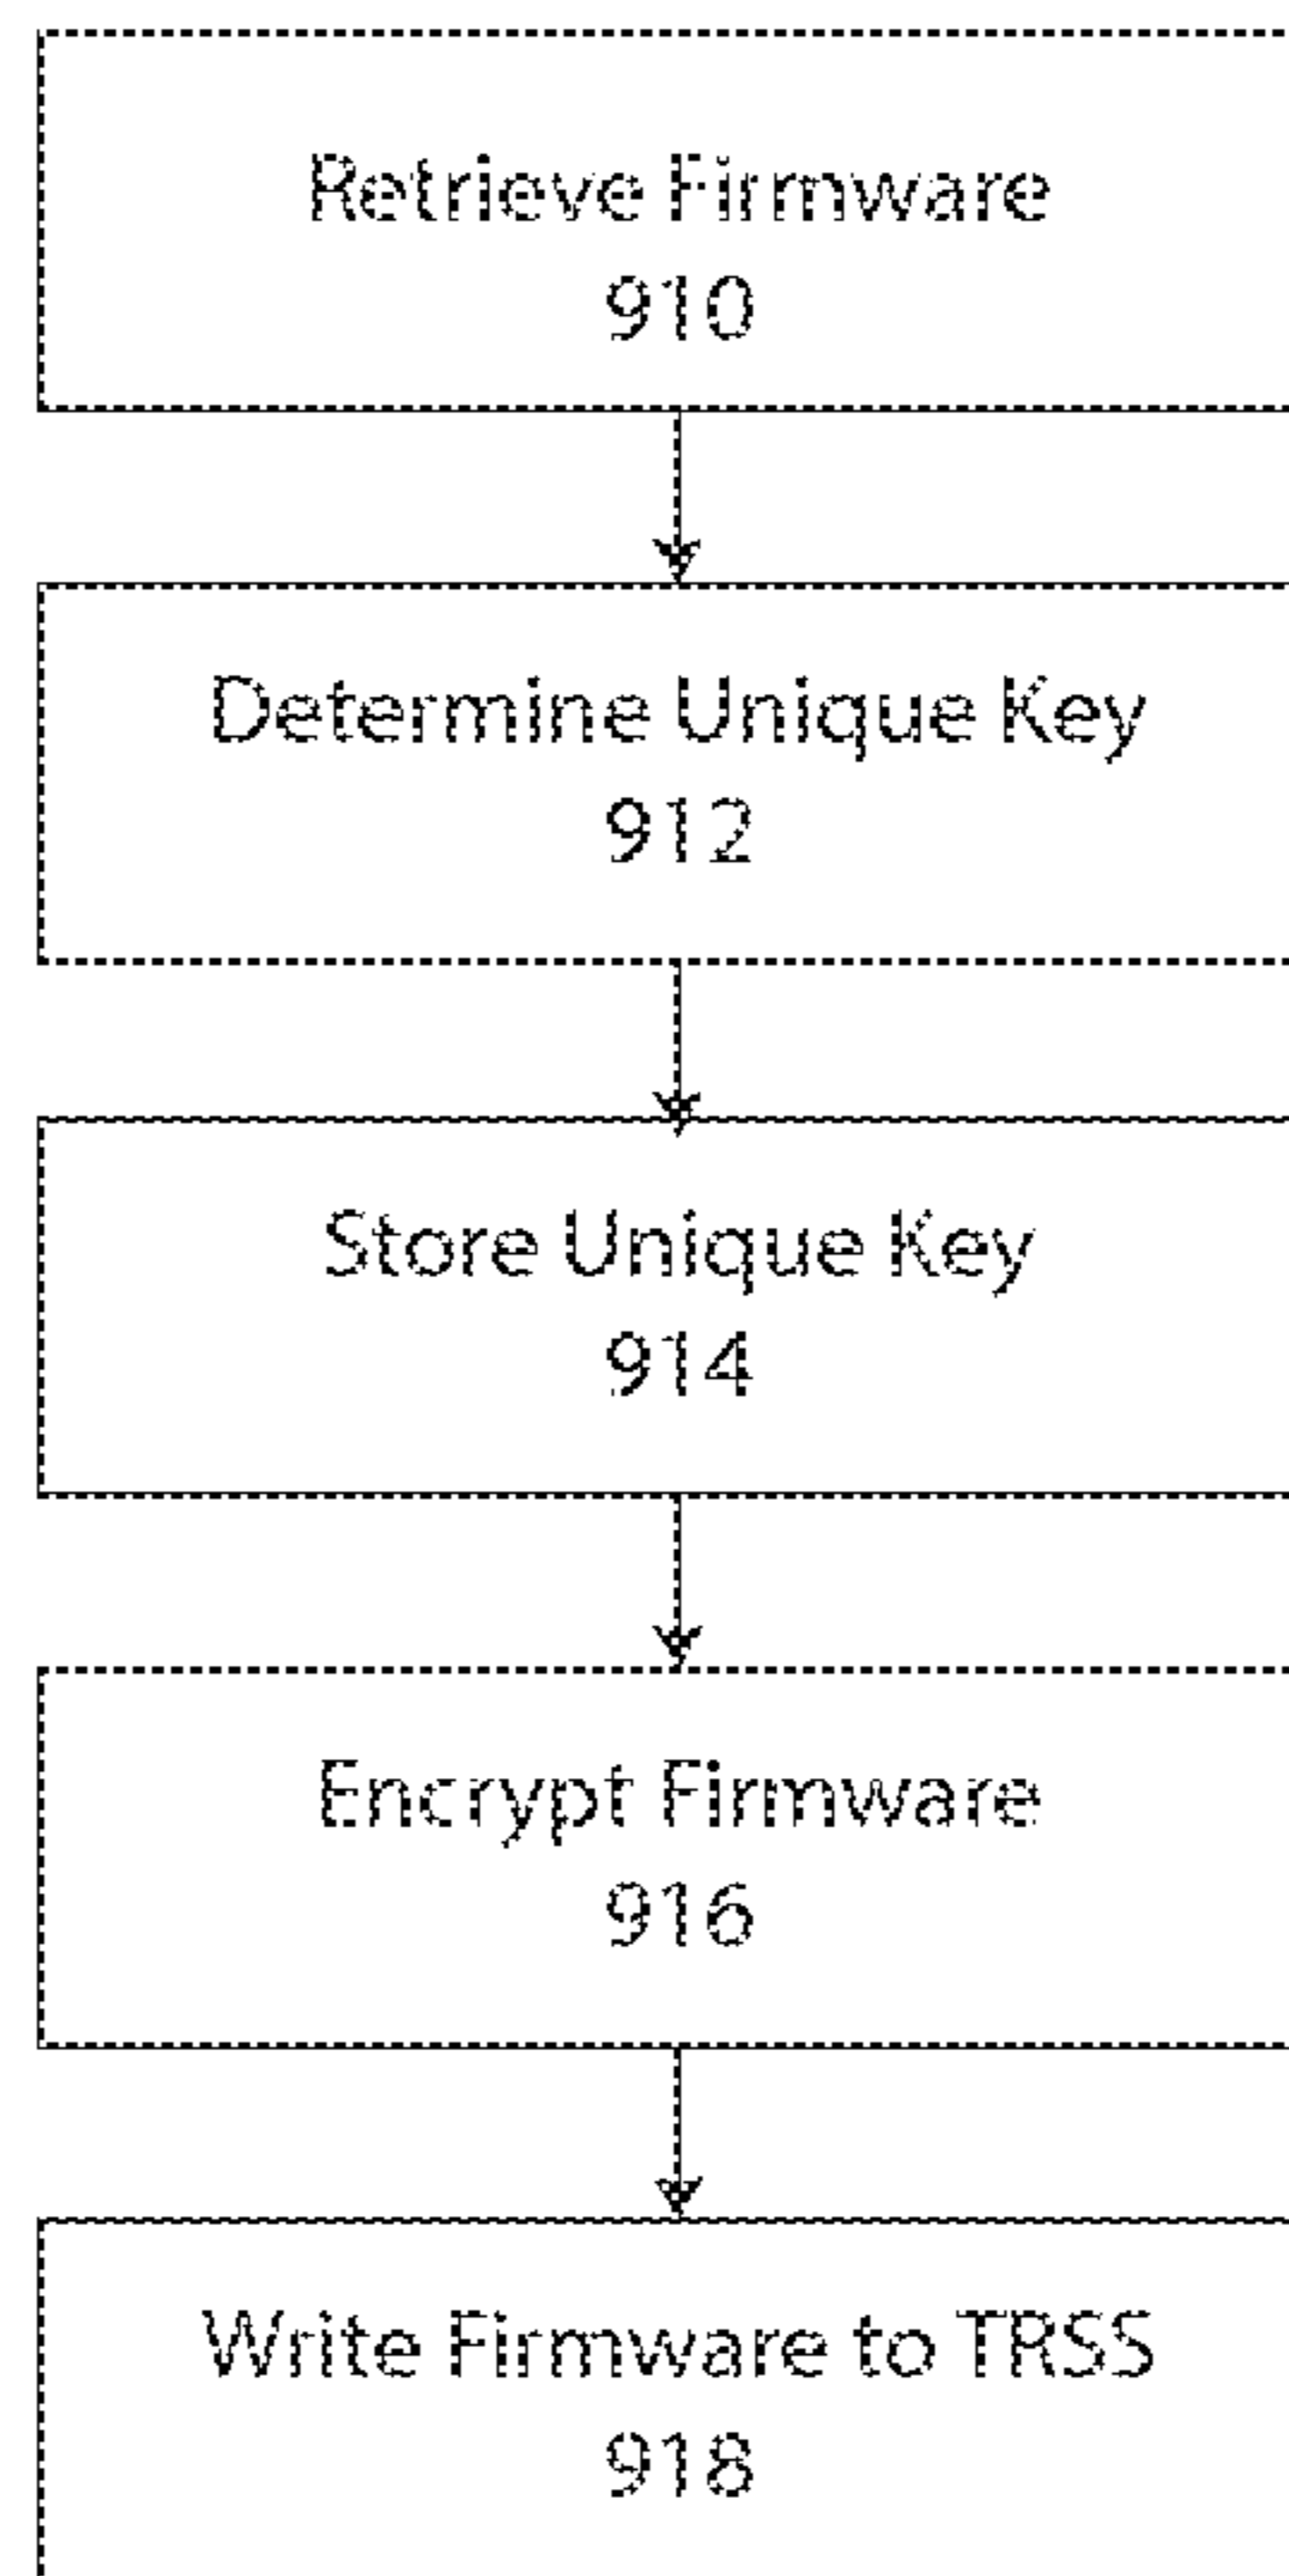 Retrieve Firmware
910
Determine Unique Key
912
Store Unique Key
914
Encrypt Firmware
916
Write Firmware to TRSS
918